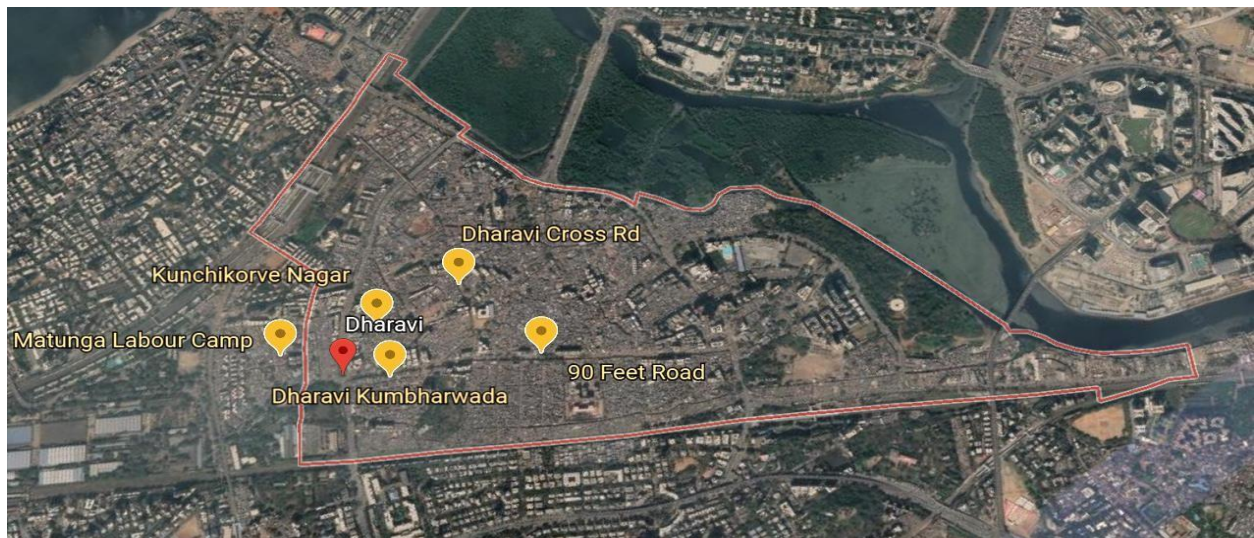 Dharavi Cross Rd
Kunchikorve Nagar
Dharavi
Matunga Labour Camp
90 Feet Road
Dharavi Kumbharwada